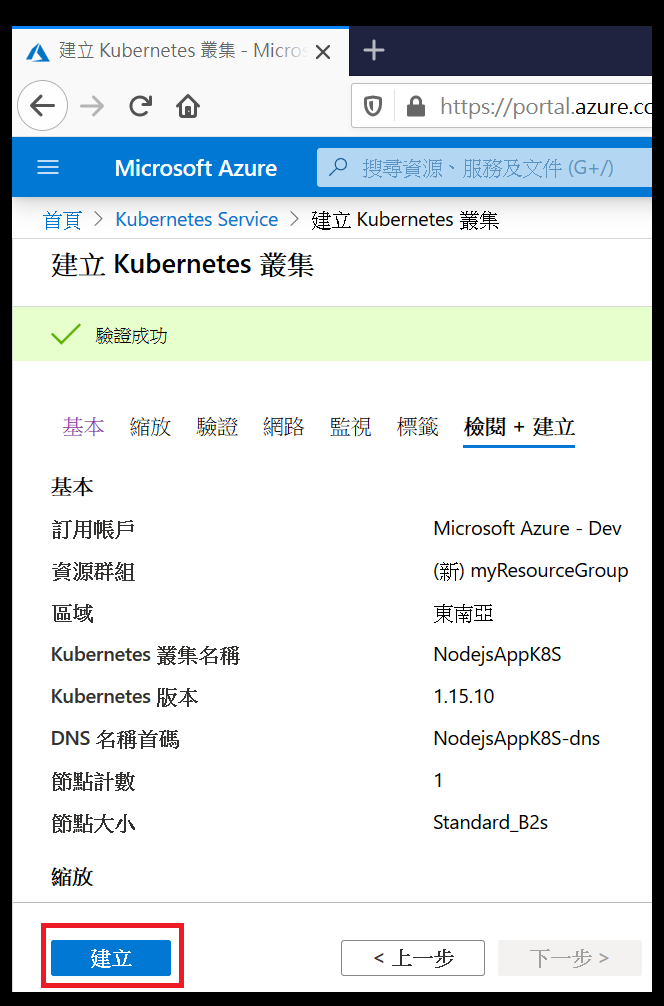 建立 Kubernetes 叢集 - Micros
https://portal.azure.co
Microsoft Azure
搜尋資源、服務及文件 (G+/)
首頁 > Kubernetes Service > 建立 Kubernetes 叢集
建立 Kubernetes 叢集
驗證成功
基本 縮放 驗證 網路 監視 標籤 檢閱 + 建立
基本
訂用帳戶 Microsoft Azure - Dev
資源群組 (新) myResourceGroup
區域 東南亞
Kubernetes 叢集名稱 NodejsAppK8S
Kubernetes 版本 1.15.10
DNS 名稱首碼 NodejsAppK8S-dns
節點計數 1
節點大小 Standard_B2s
縮放
建立 < 上一步 下一步 >